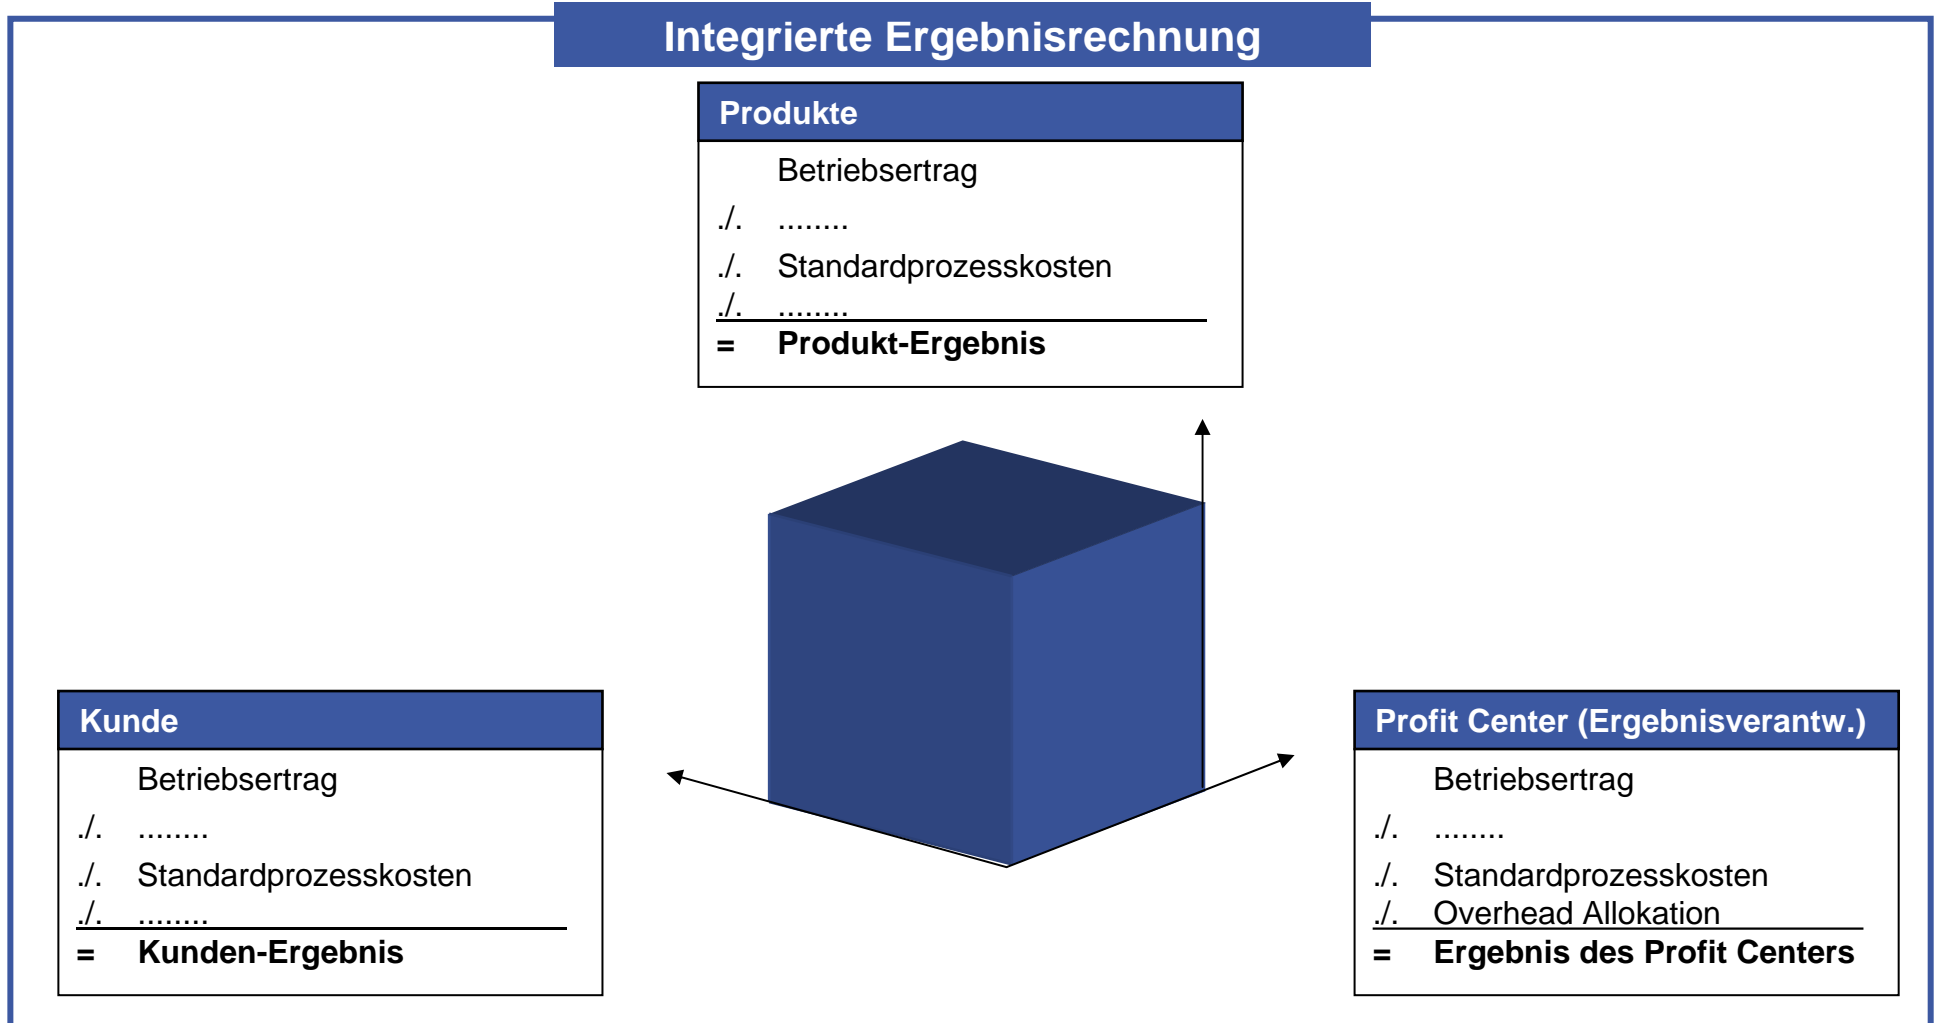 Integrierte Ergebnisrechnung
Produkte
Betriebsertrag
./. ........
./. Standardprozesskosten
./. ........
= Produkt-Ergebnis
Kunde
Betriebsertrag
./. ........
./. Standardprozesskosten
./. ........
= Kunden-Ergebnis
Profit Center (Ergebnisverantw.)
Betriebsertrag
./. ........
./. Standardprozesskosten
./. Overhead Allokation
= Ergebnis des Profit Centers